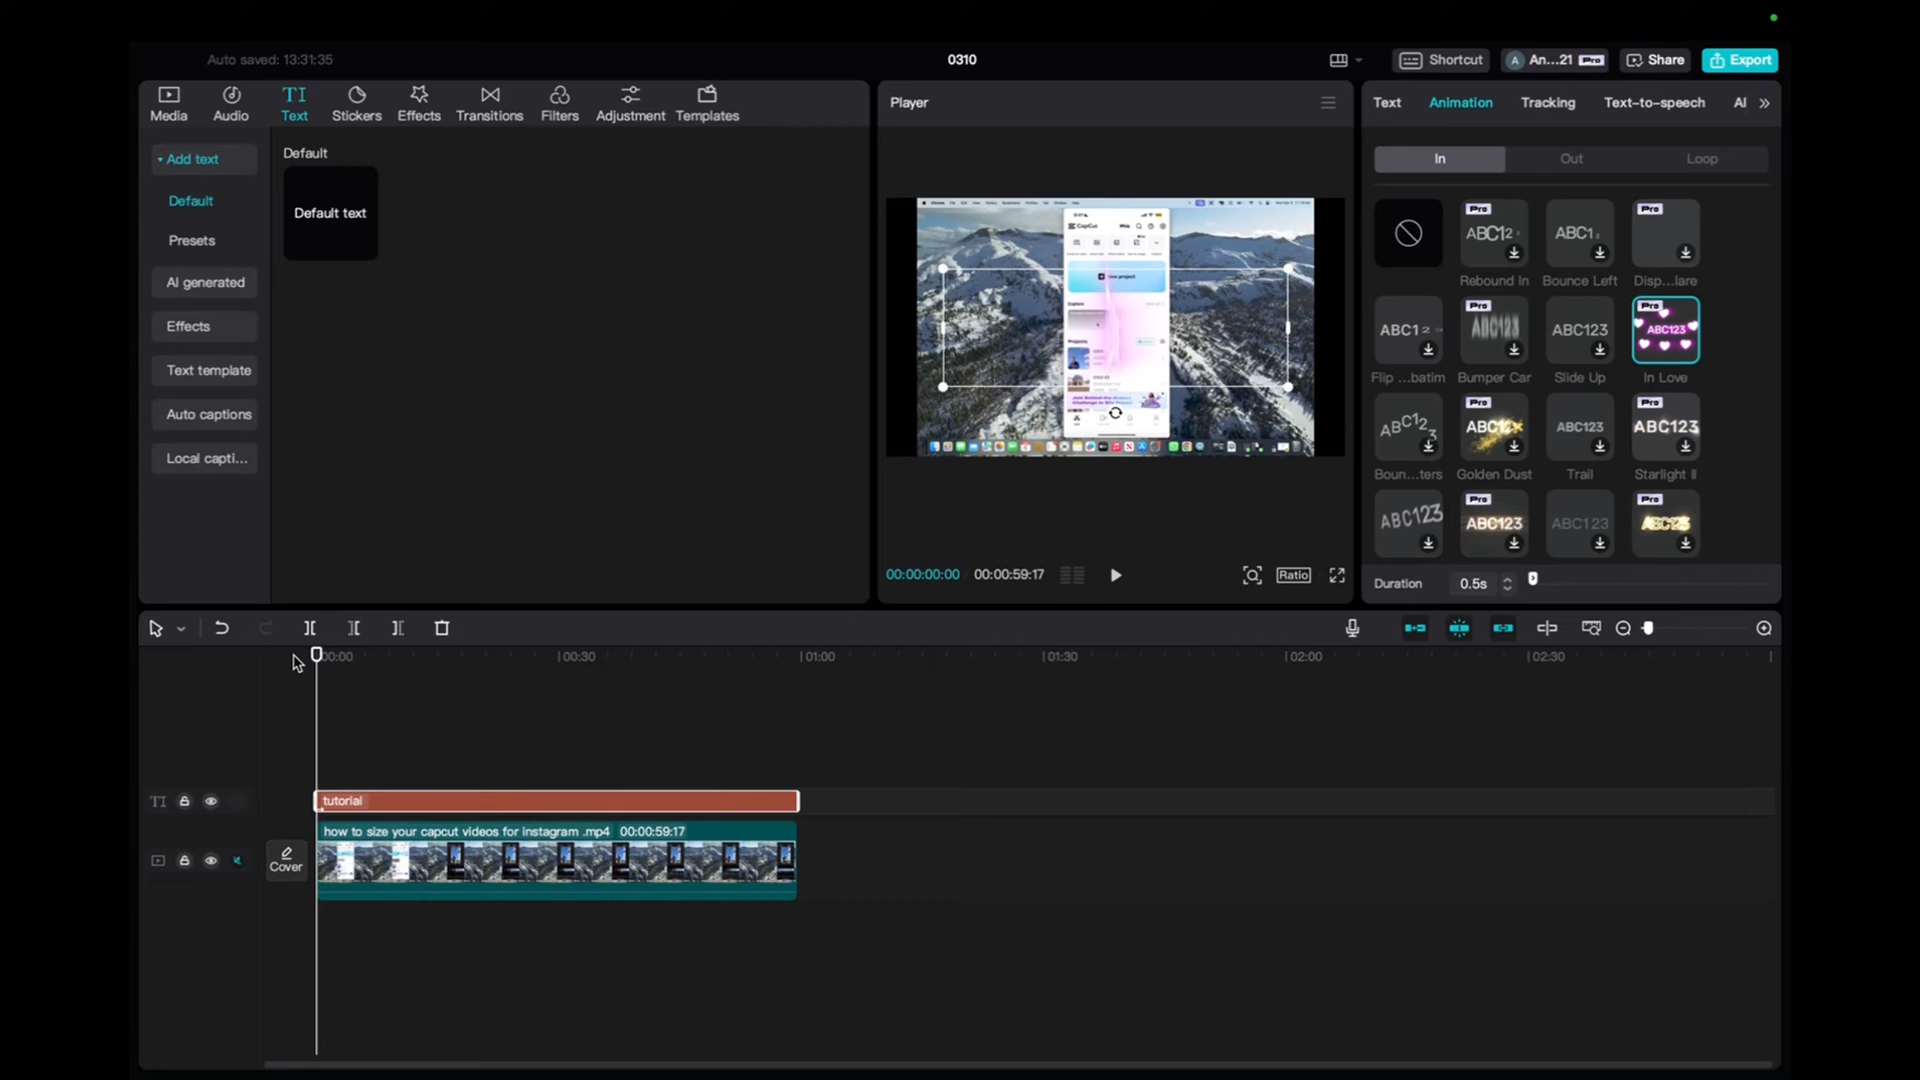 Auto saved: 13:31:35
0310
Shortcut
An...21 Pro
Share
Export
Media
Audio
Text
Stickers
Effects
Transitions
Filters
Adjustment
Templates
Add text
Default
Presets
AI generated
Effects
Text template
Auto captions
Local capti...
Default
Default text
Player
CapCut
New project
Explore
Projects
00:00:00:00
00:00:59:17
Ratio
Text
Animation
Tracking
Text-to-speech
AI
In
Out
Loop
Pro
ABC12
Rebound In
ABC1
Bounce Left
Pro
Disp...lare
ABC12
Flip ...batim
Pro
ABC123
Bumper Car
ABC123
Slide Up
Pro
ABC123
In Love
ABC123
Boun...ters
Pro
ABC123
Golden Dust
ABC123
Trail
Pro
ABC123
Starlight II
ABC123
Pro
ABC123
ABC123
Pro
ABC123
Duration
0.5s
00:00
00:30
01:00
01:30
02:00
02:30
TI
tutorial
Cover
how to size your capcut videos for instagram .mp4 00:00:59:17